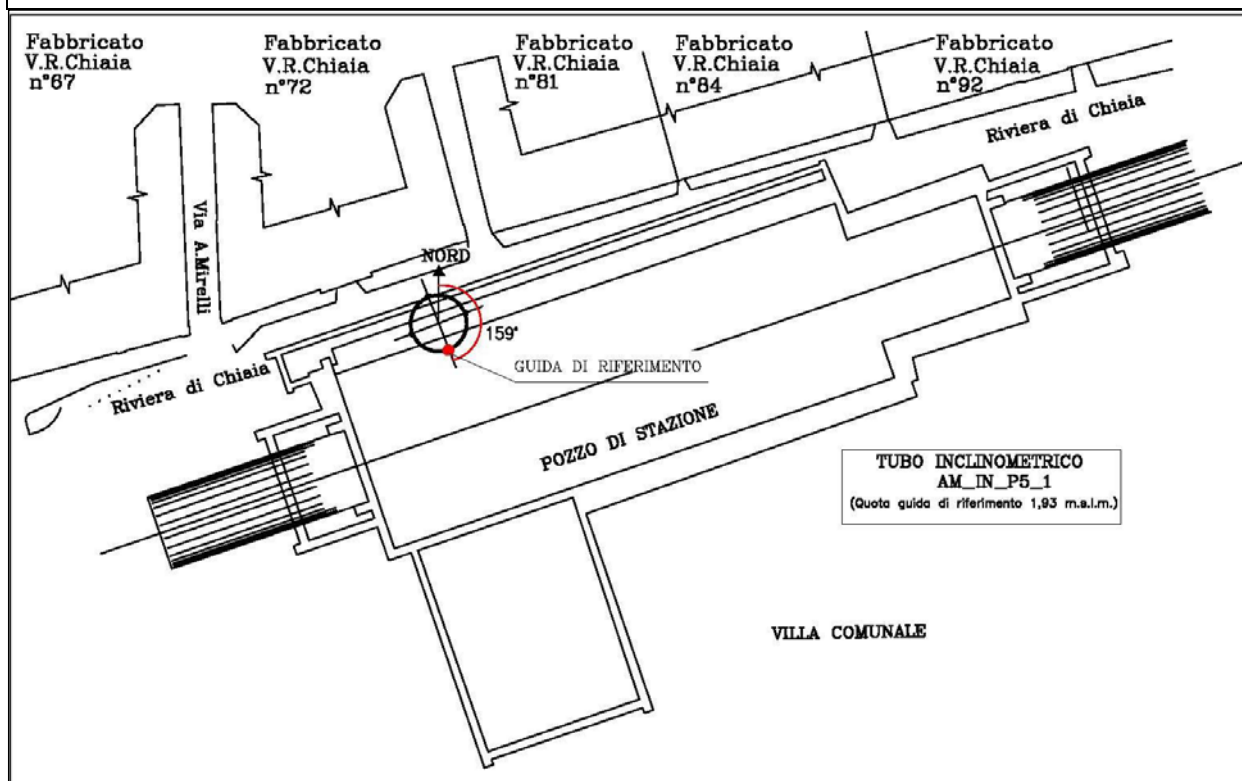 Fabbricato
V.R.Chiaia
n°67
Fabbricato
V.R.Chiaia
n°72
Fabbricato
V.R.Chiaia
n°81
Fabbricato
V.R.Chiaia
n°84
Fabbricato
V.R.Chiaia
n°92
Riviera di Chiaia
Via A.Mirelli
NORD
159°
GUIDA DI RIFERIMENTO
Riviera di Chiaia
POZZO DI STAZIONE
TUBO INCLINOMETRICO
AM_IN_P5_1
(Quota guida di riferimento 1,93 m.s.l.m.)
VILLA COMUNALE